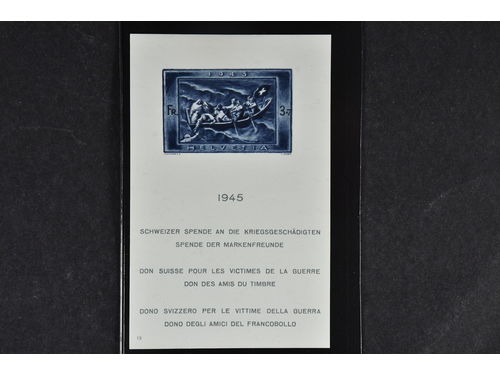 1945
Fr. 3.-
HELVETIA
1945
SCHWEIZER SPENDE AN DIE KRIEGSGESCHÄDIGTEN
SPENDE DER MARKENFREUNDE
DON SUISSE POUR LES VICTIMES DE LA GUERRE
DON DES AMIS DU TIMBRE
DONO SVIZZERO PER LE VITTIME DELLA GUERRA
DONO DEGLI AMICI DEL FRANCOBOLLO